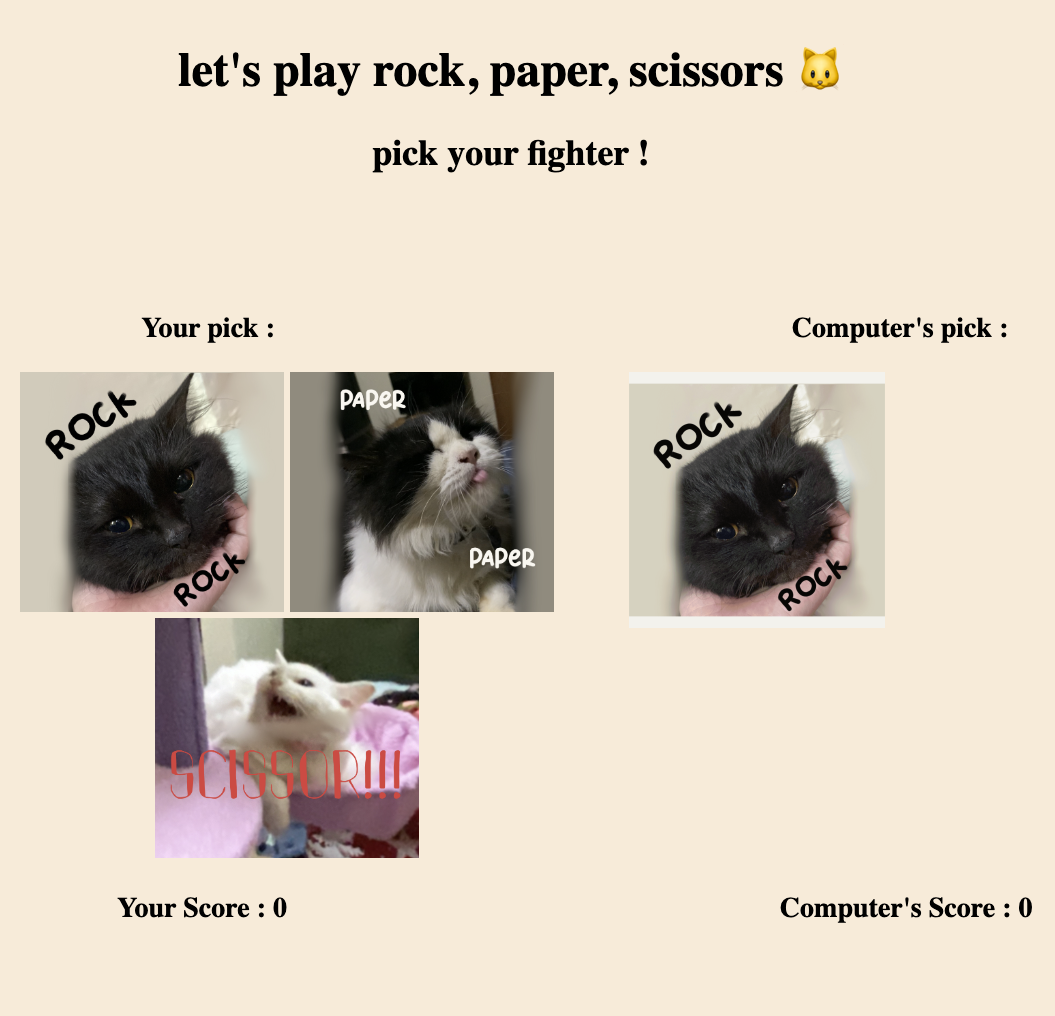 let's play rock, paper, scissors 🐱
pick your fighter !
Your pick :
Computer's pick :
ROCK
ROCK
PAPER
PAPER
ROCK
ROCK
SCISSOR!!!
Your Score : 0
Computer's Score : 0